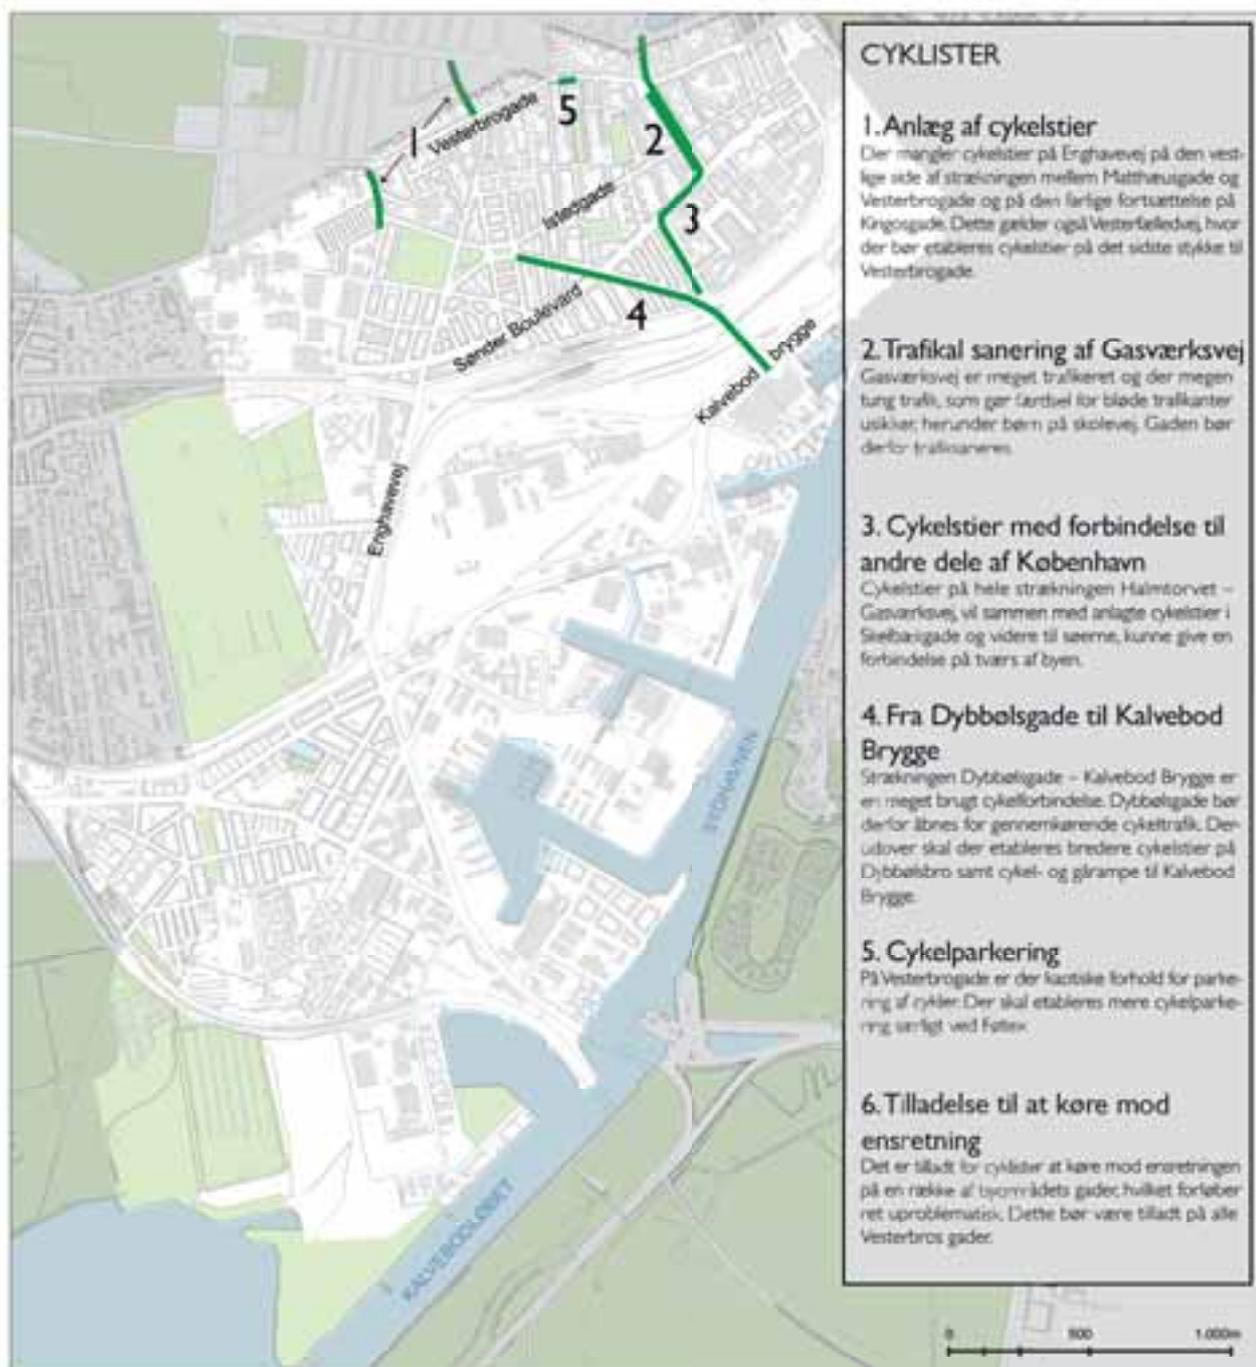 CYKLISTER
1. Anlæg af cykelstier
Der mangler cykelstier på Enghavevej på den vest-
lige side af strækningen mellem Matthæusgade og
Vesterbrogade og på den farlige fortsættelse på
Kingosgade. Dette gælder også Vesterfælledvej, hvor
der bør etableres cykelstier på det sidste stykke til
Vesterbrogade.
2. Trafikal sanering af Gasværksvej
Gasværksvej er meget trafikeret og der megen
tung trafik, som gør færdsel for bløde trafikanter
usikker, herunder børn på skolevej. Gaden bør
derfor trafiksaneres.
3. Cykelstier med forbindelse til
andre dele af København
Cykelstier på hele strækningen Halmtorvet –
Gasværksvej, vil sammen med anlagte cykelstier i
Skelbækgade og videre til søerne, kunne give en
forbindelse på tværs af byen.
4. Fra Dybbølsgade til Kalvebod
Brygge
Strækningen Dybbølsgade – Kalvebod Brygge er
en meget brugt cykelforbindelse. Dybbølsgade bør
derfor åbnes for gennemkørende cykeltrafik. Der-
udover skal der etableres bredere cykelstier på
Dybbølsbro samt cykel- og gårampe til Kalvebod
Brygge.
5. Cykelparkering
På Vesterbrogade er der kaotiske forhold for parke-
ring af cykler. Der skal etableres mere cykelparke-
ring særligt ved Føtex.
6. Tilladelse til at køre mod
ensretning
Det er tilladt for cyklister at køre mod ensretningen
på en række af byområdets gader, hvilket forløber
ret uproblematisk. Dette bør være tilladt på alle
Vesterbros gader.
1
Vesterbrogade
5
2
Istedgade
3
Sønder Boulevard
4
Kalvebod brygge
Enghavevej
SYDHAVNEN
KALVEBODLØBET
0 500 1.000m